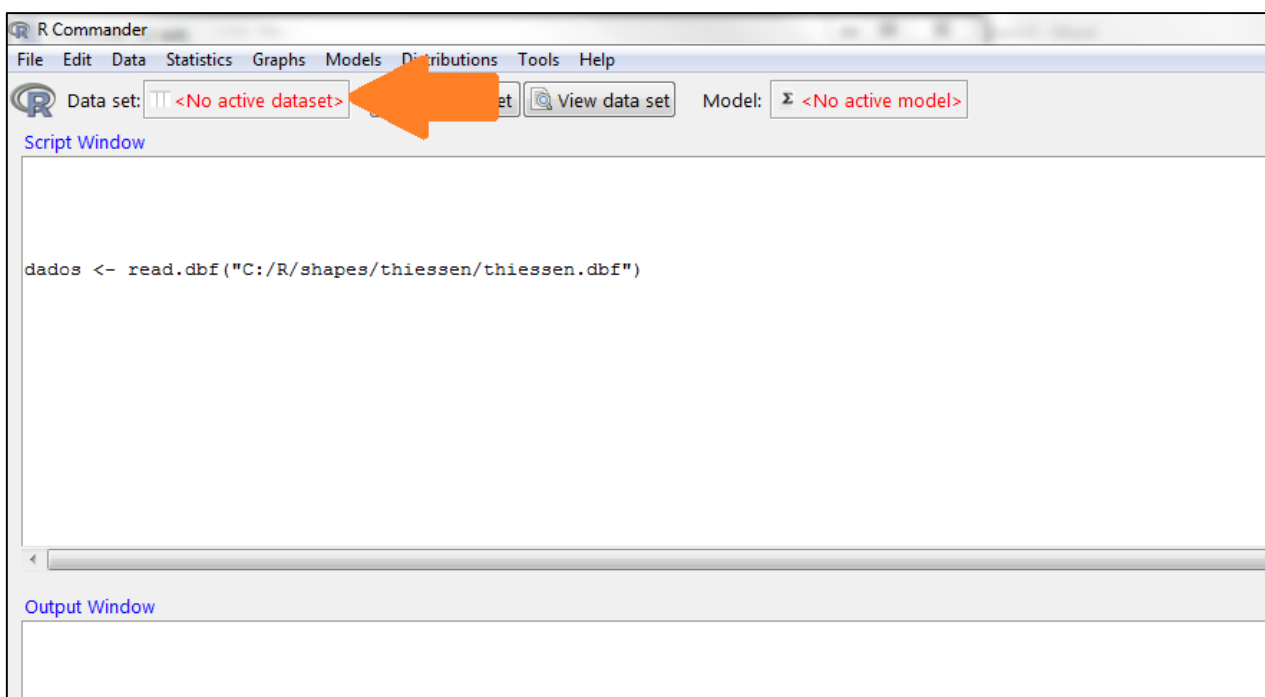 R Commander
File Edit Data Statistics Graphs Models Distributions Tools Help
Data set: <No active dataset> et View data set Model: Σ <No active model>
Script Window
dados <- read.dbf("C:/R/shapes/thiessen/thiessen.dbf")
Output Window